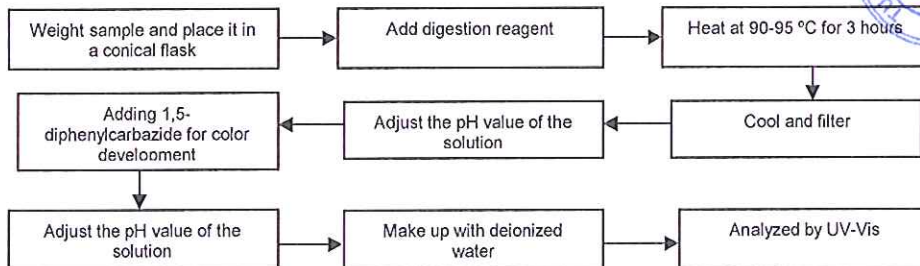 Weight sample and place it in
a conical flask
Add digestion reagent
Heat at 90-95 ºC for 3 hours
Cool and filter
Adjust the pH value of the
solution
Adding 1,5-
diphenylcarbazide for color
development
Adjust the pH value of the
solution
Make up with deionized
water
Analyzed by UV-Vis